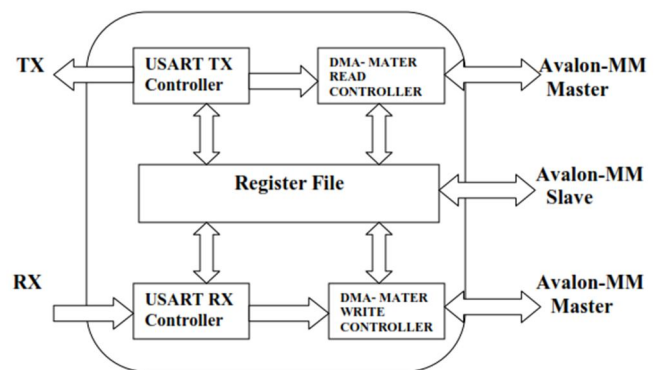 TX
USART TX
Controller
DMA- MATER
READ
CONTROLLER
Avalon-MM
Master
Register File
Avalon-MM
Slave
RX
USART RX
Controller
DMA- MATER
WRITE
CONTROLLER
Avalon-MM
Master